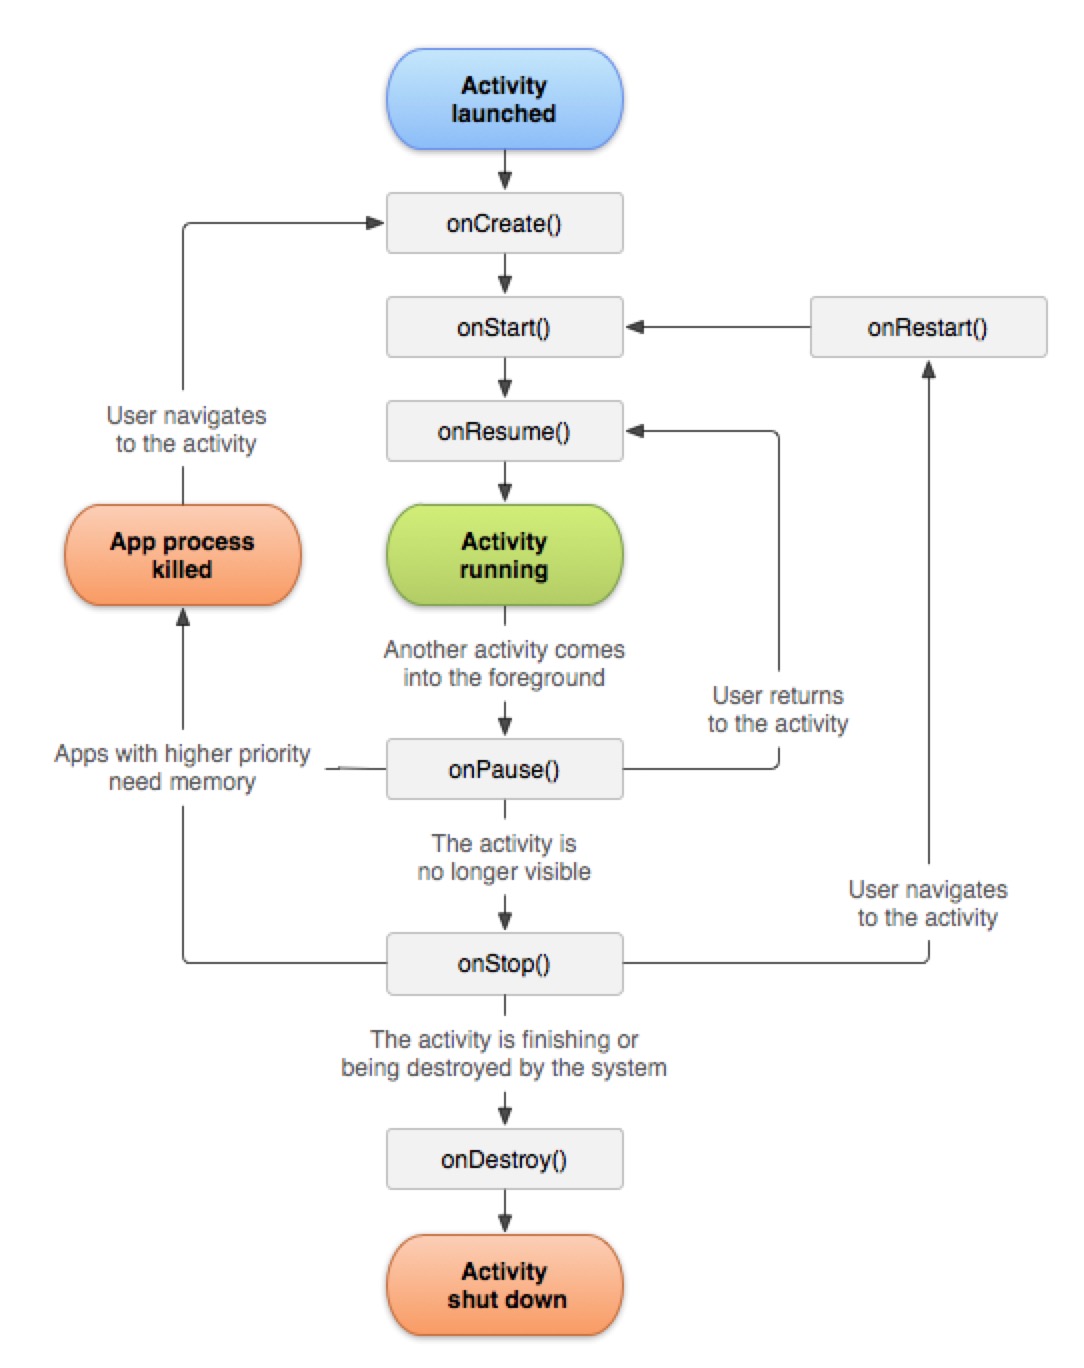 Activity
launched
onCreate()
onStart()
onRestart()
User navigates
to the activity
onResume()
App process
killed
Activity
running
Another activity comes
into the foreground
User returns
to the activity
Apps with higher priority
need memory
onPause()
The activity is
no longer visible
User navigates
to the activity
onStop()
The activity is finishing or
being destroyed by the system
onDestroy()
Activity
shut down